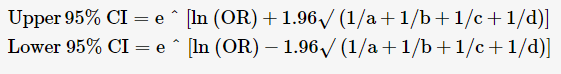 Upper 95% CI = e ^ [ln (OR) + 1.96√ (1/a + 1/b + 1/c + 1/d)]
Lower 95% CI = e ^ [ln (OR) – 1.96√ (1/a + 1/b + 1/c + 1/d)]